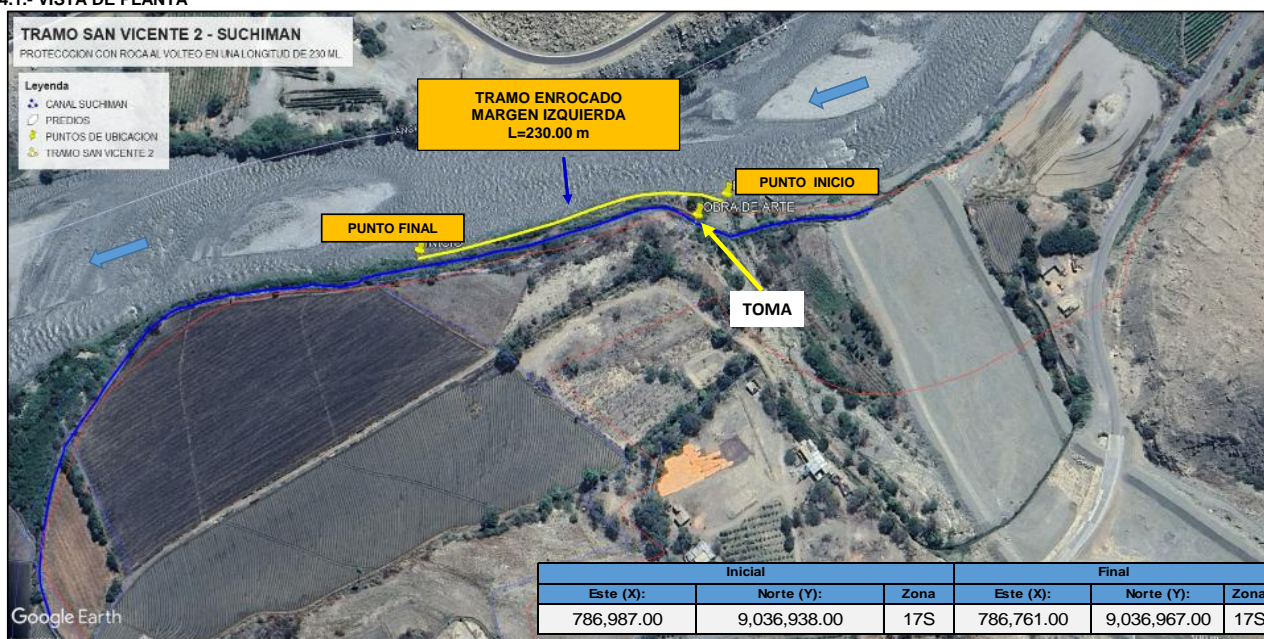 4.1.- VISTA DE PLANTA
TRAMO SAN VICENTE 2 - SUCHIMAN
PROTECCCION CON ROCA AL VOLTEO EN UNA LONGITUD DE 230 ML.
Leyenda
CANAL SUCHIMAN
PREDIOS
PUNTOS DE UBICACION
TRAMO SAN VICENTE 2
TRAMO ENROCADO
MARGEN IZQUIERDA
L=230.00 m
PUNTO INICIO
OBRA DE ARTE
PUNTO FINAL
INICIO
TOMA
Inicial Final
Este (X): Norte (Y): Zona Este (X): Norte (Y): Zona
786,987.00 9,036,938.00 17S 786,761.00 9,036,967.00 17S
Google Earth